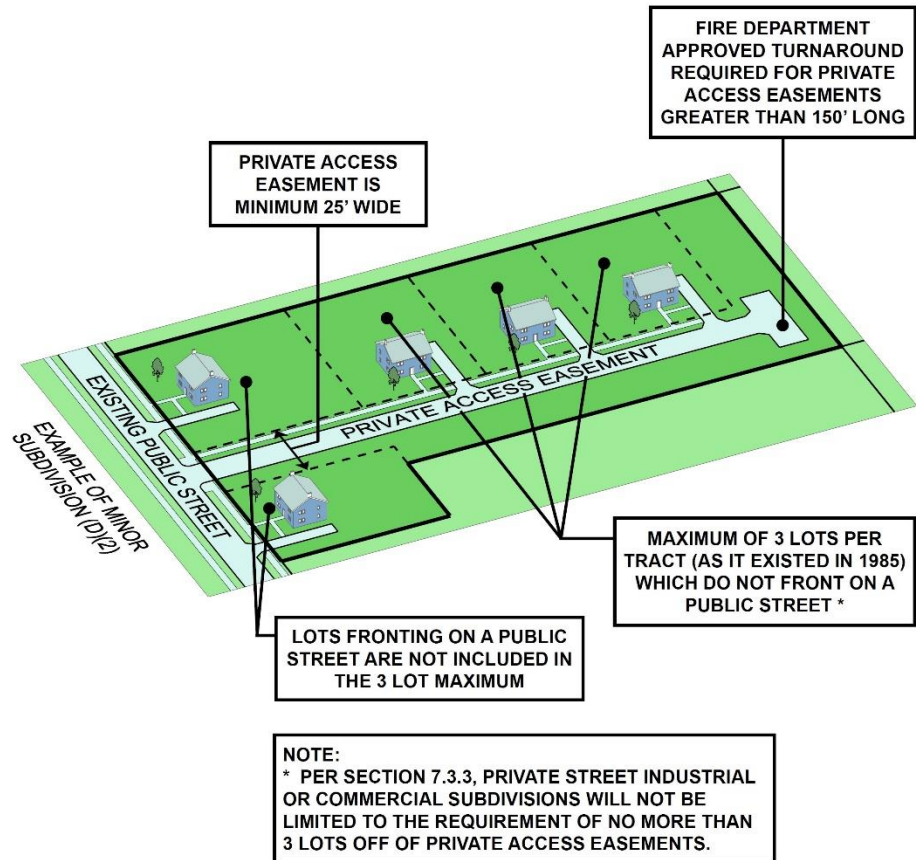 FIRE DEPARTMENT
APPROVED TURNAROUND
REQUIRED FOR PRIVATE
ACCESS EASEMENTS
GREATER THAN 150' LONG
PRIVATE ACCESS
EASEMENT IS
MINIMUM 25' WIDE
EXISTING PUBLIC STREET
PRIVATE ACCESS EASEMENT
EXAMPLE OF MINOR
SUBDIVISION (D)(2)
MAXIMUM OF 3 LOTS PER
TRACT (AS IT EXISTED IN 1985)
WHICH DO NOT FRONT ON A
PUBLIC STREET *
LOTS FRONTING ON A PUBLIC
STREET ARE NOT INCLUDED IN
THE 3 LOT MAXIMUM
NOTE:
* PER SECTION 7.3.3, PRIVATE STREET INDUSTRIAL
OR COMMERCIAL SUBDIVISIONS WILL NOT BE
LIMITED TO THE REQUIREMENT OF NO MORE THAN
3 LOTS OFF OF PRIVATE ACCESS EASEMENTS.